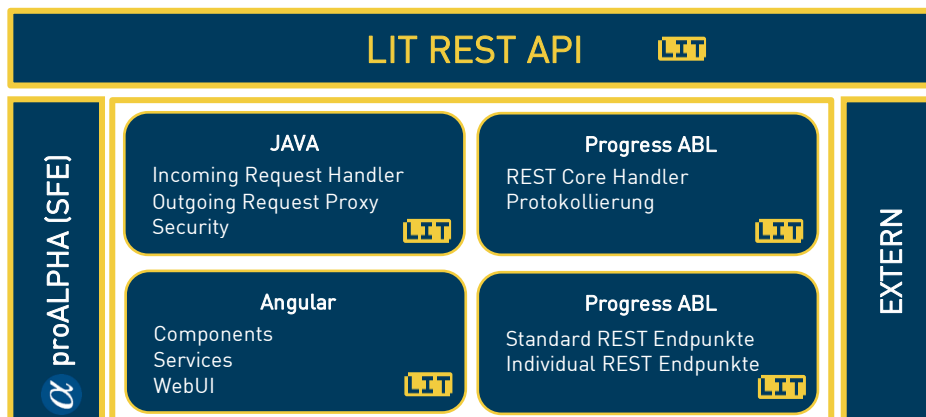 LIT REST API LIT
α proALPHA (SFE)
JAVA
Incoming Request Handler
Outgoing Request Proxy
Security
LIT
Progress ABL
REST Core Handler
Protokollierung
LIT
Angular
Components
Services
WebUI
LIT
Progress ABL
Standard REST Endpunkte
Individual REST Endpunkte
LIT
EXTERN